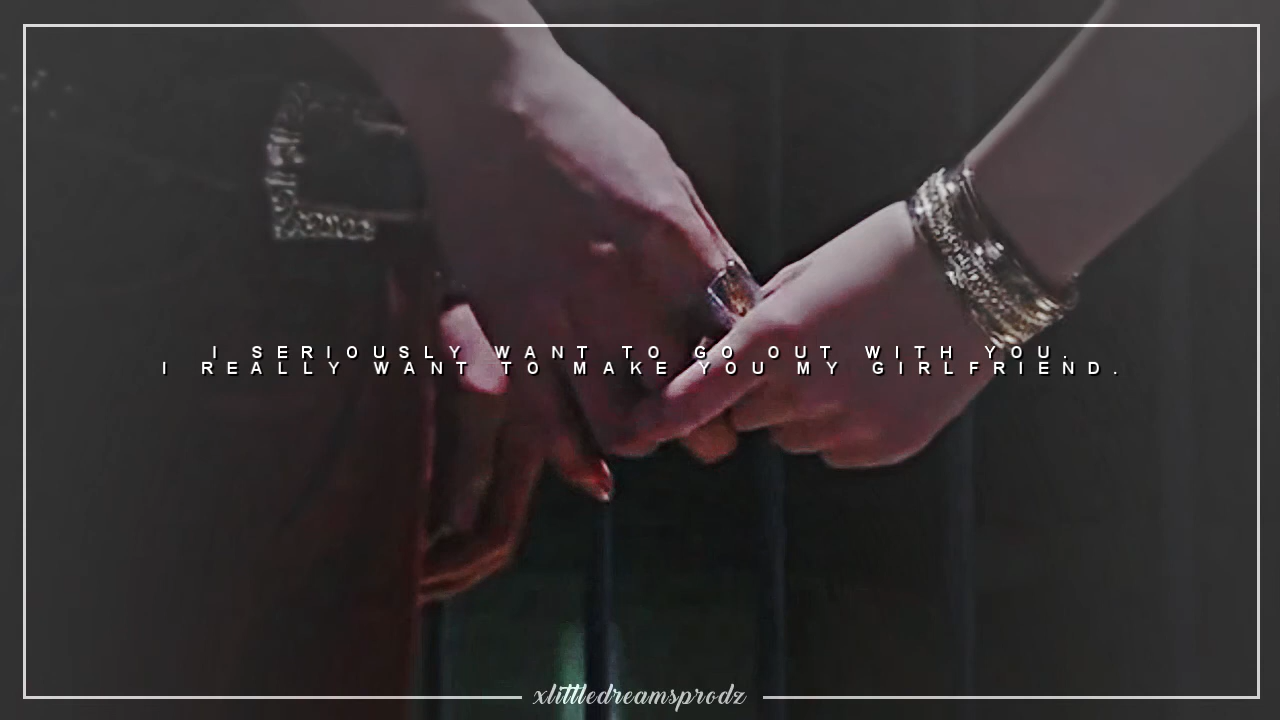 I SERIOUSLY WANT TO GO OUT WITH YOU.
I REALLY WANT TO MAKE YOU MY GIRLFRIEND.
xlittledreamsprodz